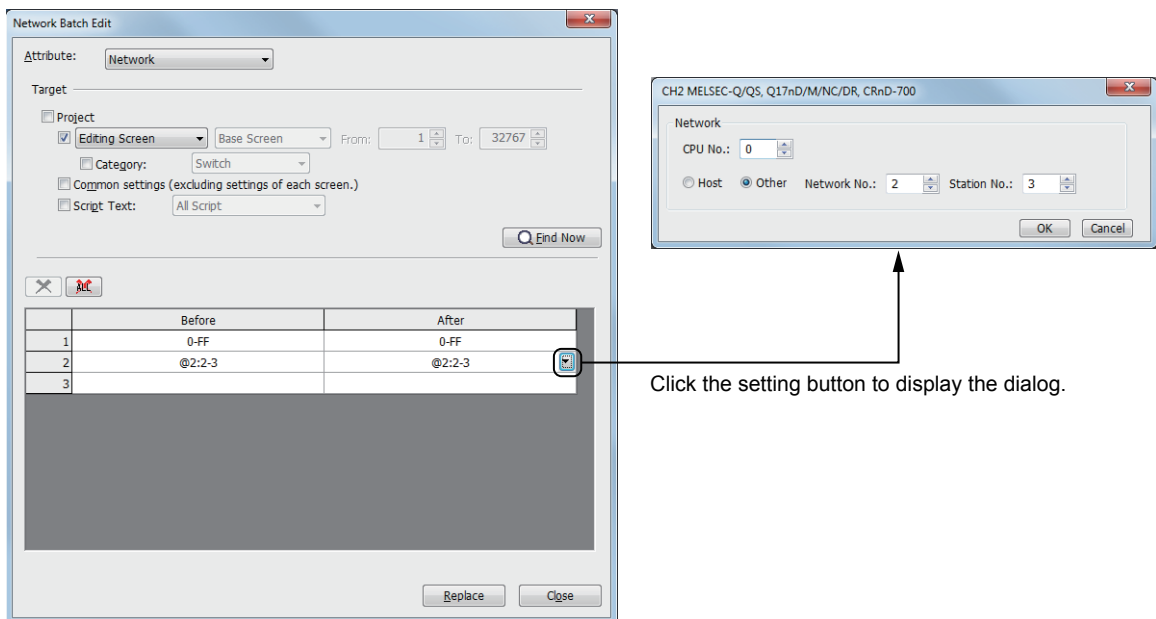 Network Batch Edit
Attribute: Network
Target
Project
Editing Screen Base Screen From: 1 To: 32767
Category: Switch
Common settings (excluding settings of each screen.)
Script Text: All Script
Find Now
ALL
Before After
1 0-FF 0-FF
2 @2:2-3 @2:2-3
3
Replace Close
CH2 MELSEC-Q/QS, Q17nD/M/NC/DR, CRnD-700
Network
CPU No.: 0
Host Other Network No.: 2 Station No.: 3
OK Cancel
Click the setting button to display the dialog.